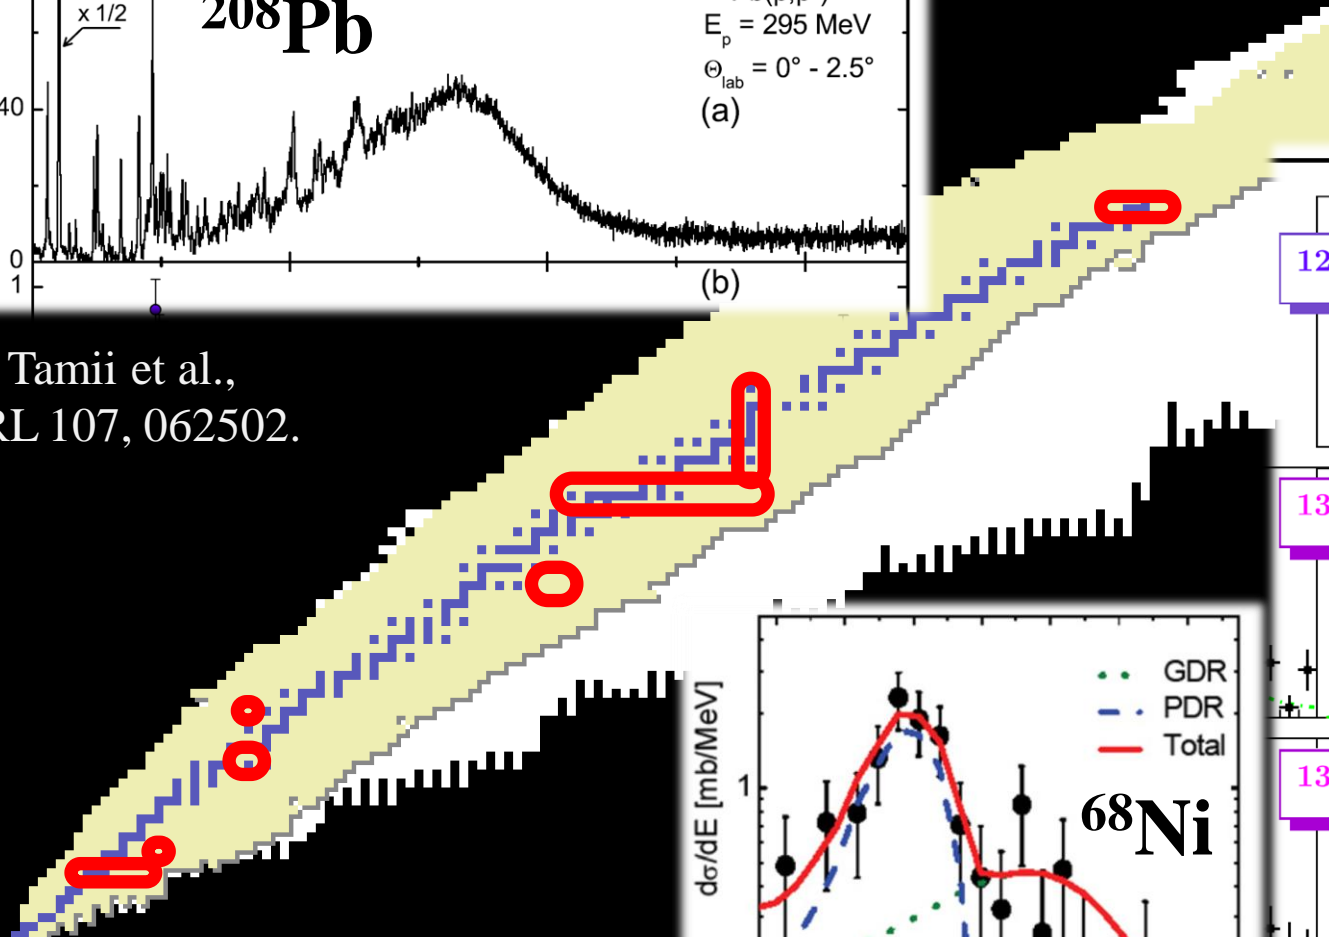 x 1/2
208Pb
E_p = 295 MeV
Θ_lab = 0° - 2.5°
(a)
40
0
1
(b)
Tamii et al.,
RL 107, 062502.
12
13
13
GDR
PDR
Total
dσ/dE [mb/MeV]
1
68Ni